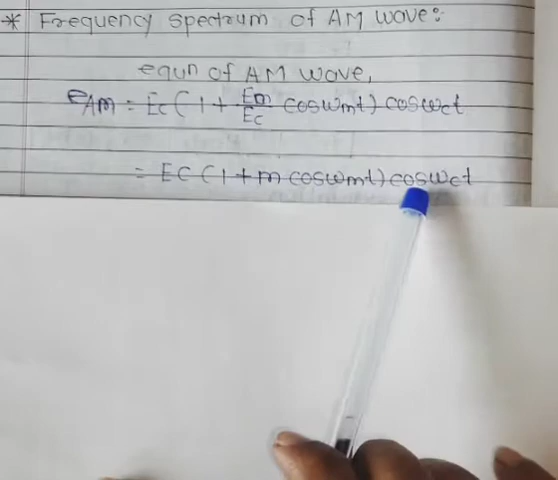 * Frequency spectrum of AM wave:
equn of AM wave,
eAM = Ec (1 + Em/Ec cosωmt) cosωct
= Ec (1 + m cosωmt) cosωct